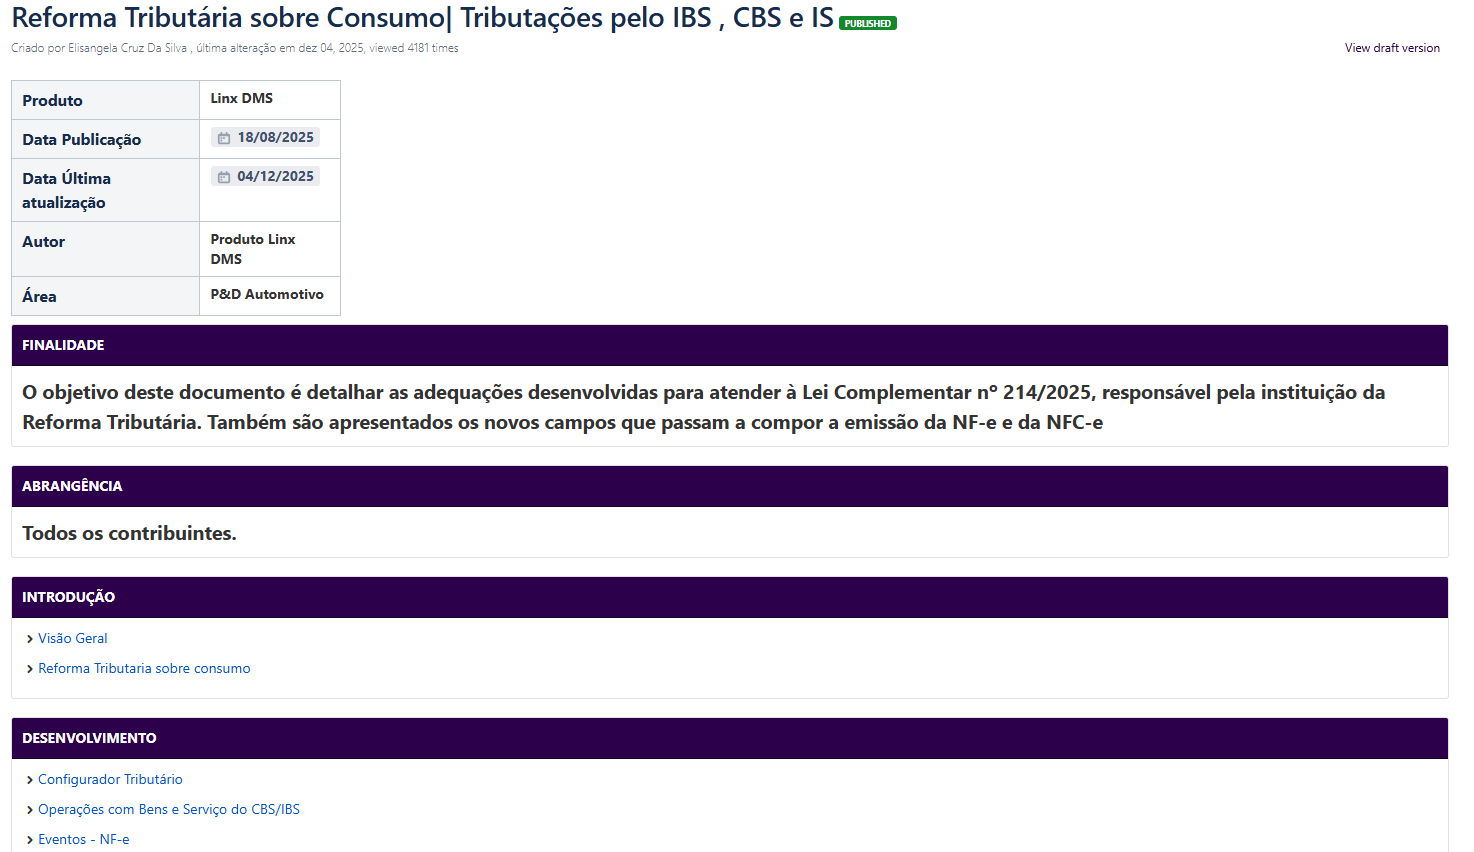 Reforma Tributária sobre Consumo| Tributações pelo IBS , CBS e IS PUBLISHED
Criado por Elisangela Cruz Da Silva , última alteração em dez 04, 2025, viewed 4181 times
View draft version
Produto
Linx DMS
Data Publicação
18/08/2025
Data Última
atualização
04/12/2025
Autor
Produto Linx
DMS
Área
P&D Automotivo
FINALIDADE
O objetivo deste documento é detalhar as adequações desenvolvidas para atender à Lei Complementar nº 214/2025, responsável pela instituição da
Reforma Tributária. Também são apresentados os novos campos que passam a compor a emissão da NF-e e da NFC-e
ABRANGÊNCIA
Todos os contribuintes.
INTRODUÇÃO
Visão Geral
Reforma Tributaria sobre consumo
DESENVOLVIMENTO
Configurador Tributário
Operações com Bens e Serviço do CBS/IBS
Eventos - NF-e